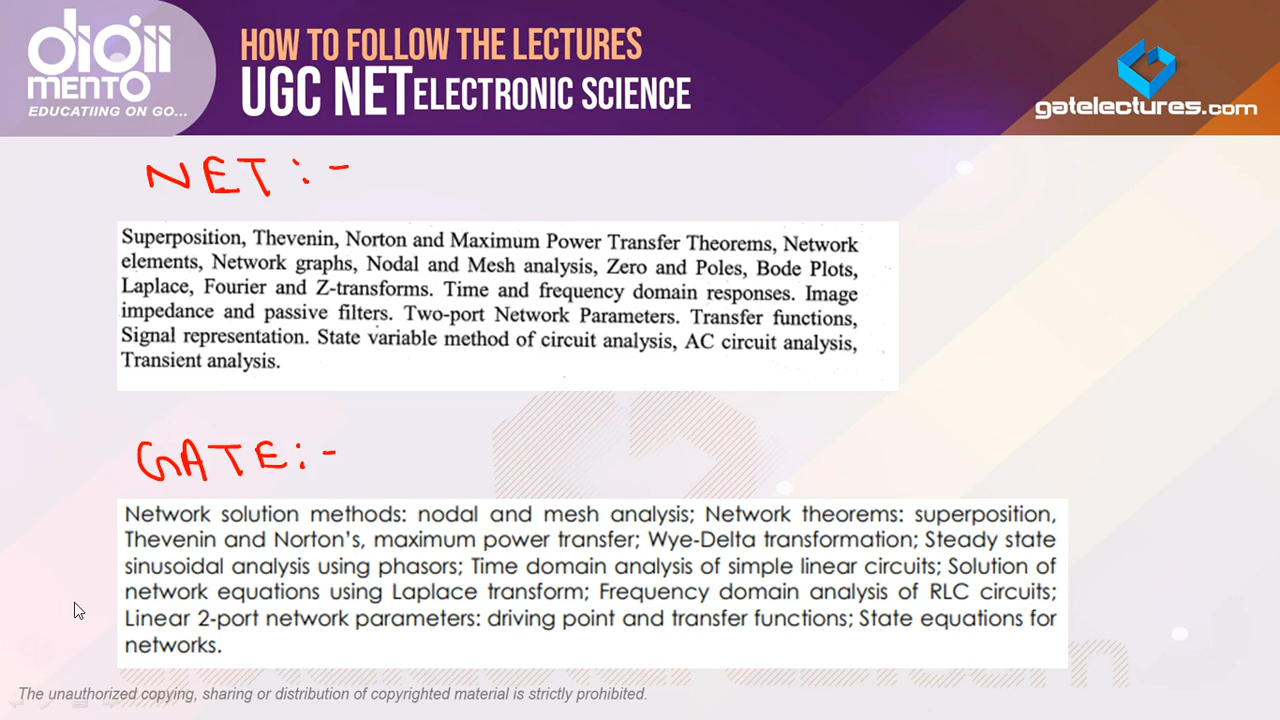 digiimento
EDUCATIING ON GO...
HOW TO FOLLOW THE LECTURES
UGC NET ELECTRONIC SCIENCE
gatelectures.com
NET:-
Superposition, Thevenin, Norton and Maximum Power Transfer Theorems, Network
elements, Network graphs, Nodal and Mesh analysis, Zero and Poles, Bode Plots,
Laplace, Fourier and Z-transforms. Time and frequency domain responses. Image
impedance and passive filters. Two-port Network Parameters. Transfer functions,
Signal representation. State variable method of circuit analysis, AC circuit analysis,
Transient analysis.
GATE:-
Network solution methods: nodal and mesh analysis; Network theorems: superposition,
Thevenin and Norton's, maximum power transfer; Wye-Delta transformation; Steady state
sinusoidal analysis using phasors; Time domain analysis of simple linear circuits; Solution of
network equations using Laplace transform; Frequency domain analysis of RLC circuits;
Linear 2-port network parameters: driving point and transfer functions; State equations for
networks.
The unauthorized copying, sharing or distribution of copyrighted material is strictly prohibited.